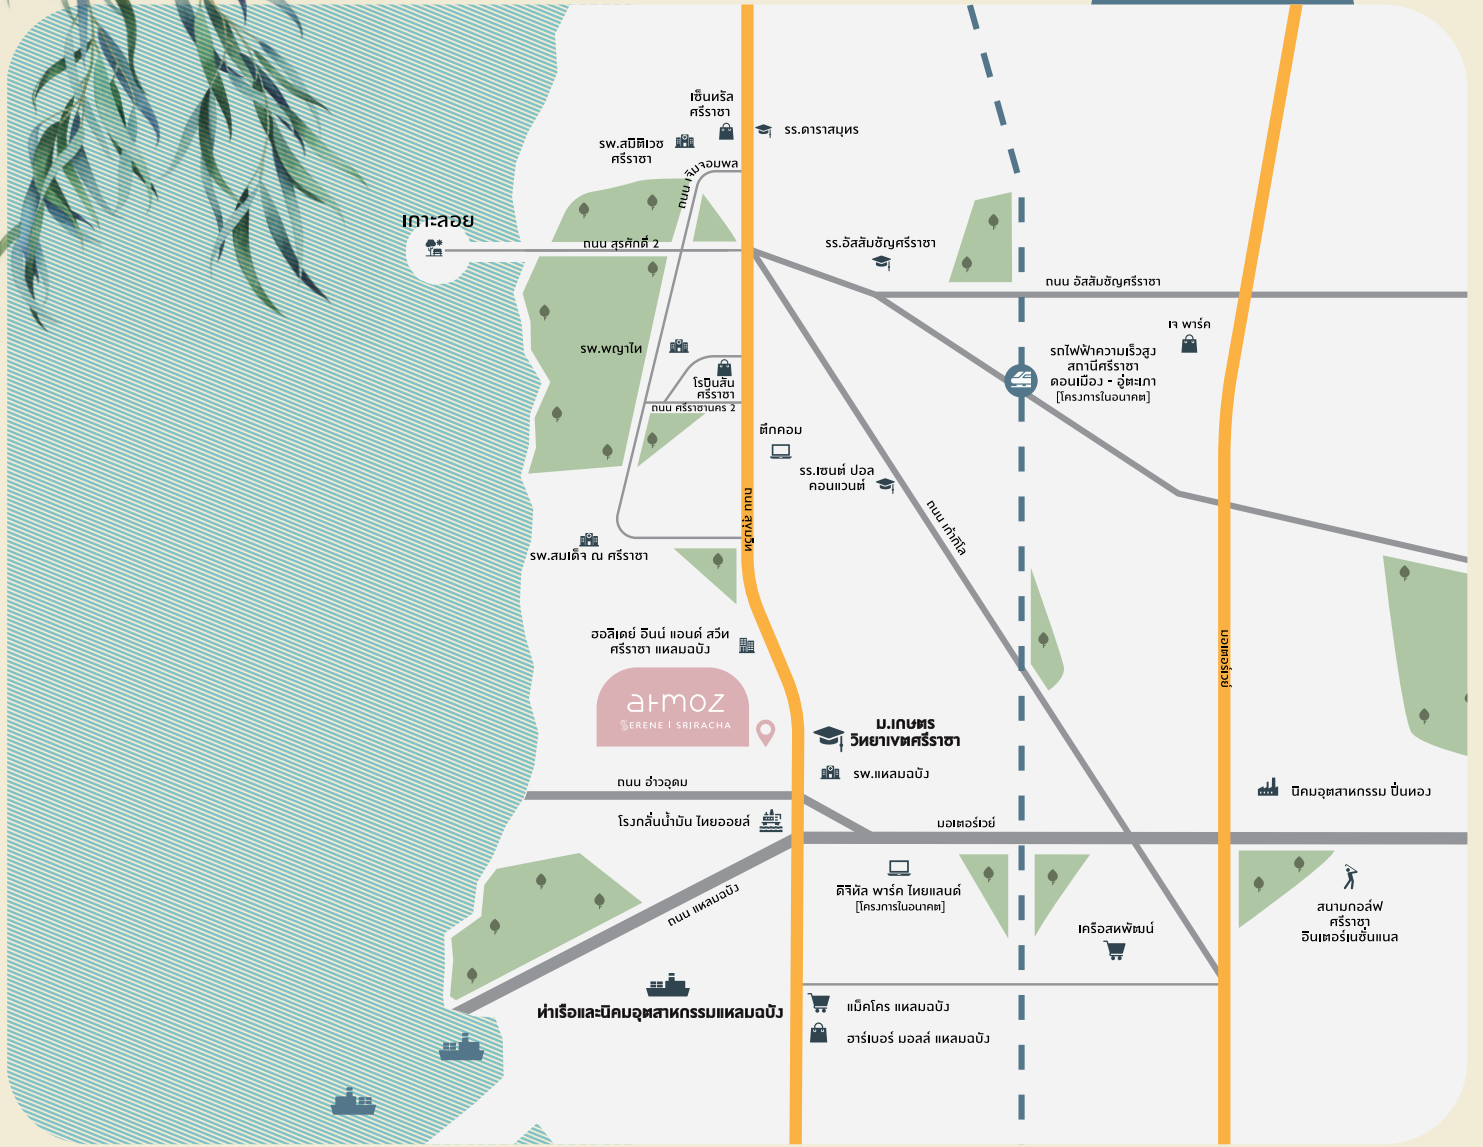 เซ็นทรัล
ศรีราชา
รร.ดาราสมุทร
รพ.สมิติเวช
ศรีราชา
ถนน เจิมจอมพล
เกาะลอย
ถนน สุรศักดิ์ 2
รร.อัสสัมชัญศรีราชา
ถนน อัสสัมชัญศรีราชา
เจ พาร์ค
รพ.พญาไท
รถไฟฟ้าความเร็วสูง
สถานีศรีราชา
ดอนเมือง - อู่ตะเภา
[โครงการในอนาคต]
โรบินสัน
ศรีราชา
ถนน ศรีราชานคร 2
ตึกคอม
รร.เซนต์ ปอล
คอนแวนต์
ถนน สุขุมวิท
ถนน เก้ากิโล
รพ.สมเด็จ ณ ศรีราชา
ฮอลิเดย์ อินน์ แอนด์ สวีท
ศรีราชา แหลมฉบัง
มอเตอร์เวย์
atmoz
SERENE | SRIRACHA
ม.เกษตร
วิทยาเขตศรีราชา
รพ.แหลมฉบัง
ถนน อ่าวอุดม
นิคมอุตสาหกรรม ปิ่นทอง
โรงกลั่นน้ำมัน ไทยออยล์
มอเตอร์เวย์
ดิจิทัล พาร์ค ไทยแลนด์
[โครงการในอนาคต]
ถนน แหลมฉบัง
เครือสหพัฒน์
สนามกอล์ฟ
ศรีราชา
อินเตอร์เนชั่นแนล
ท่าเรือและนิคมอุตสาหกรรมแหลมฉบัง
แม็คโคร แหลมฉบัง
ฮาร์เบอร์ มอลล์ แหลมฉบัง